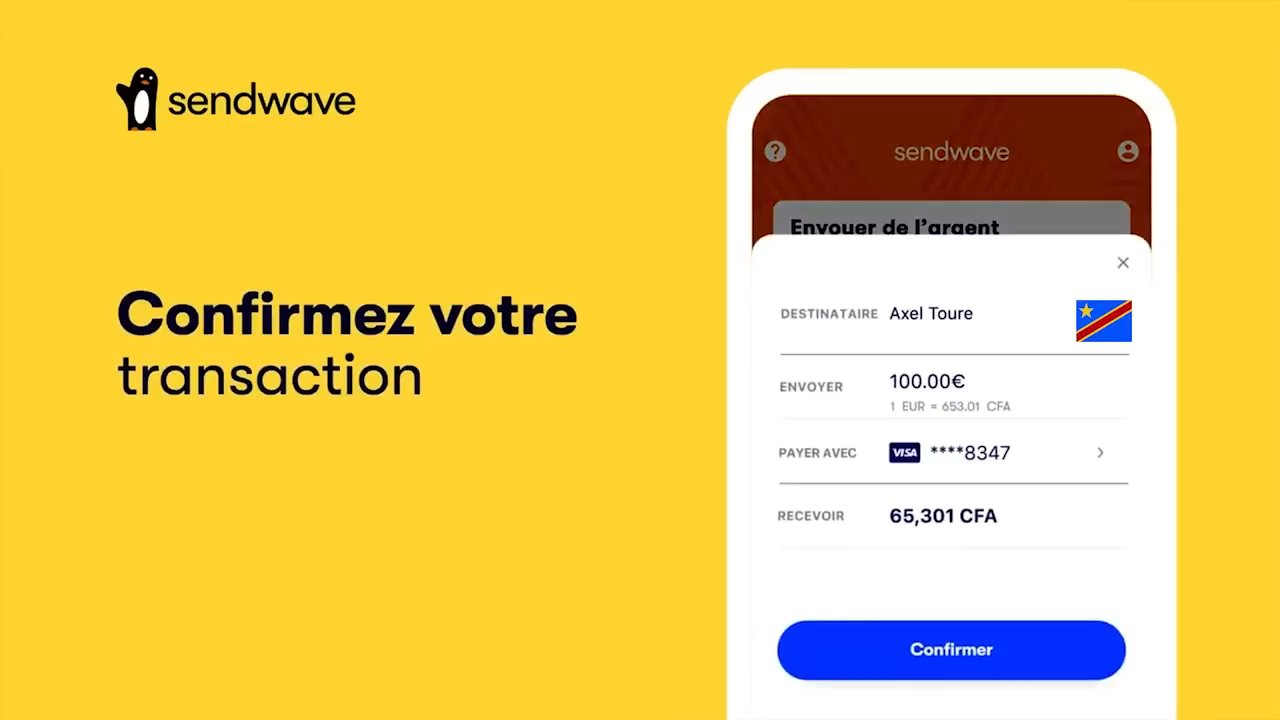 sendwave
Confirmez votre
transaction
?
sendwave
Envoyer de l'argent
DESTINATAIRE Axel Toure
ENVOYER 100.00€
1 EUR = 653.01 CFA
PAYER AVEC VISA ****8347
RECEVOIR 65,301 CFA
Confirmer